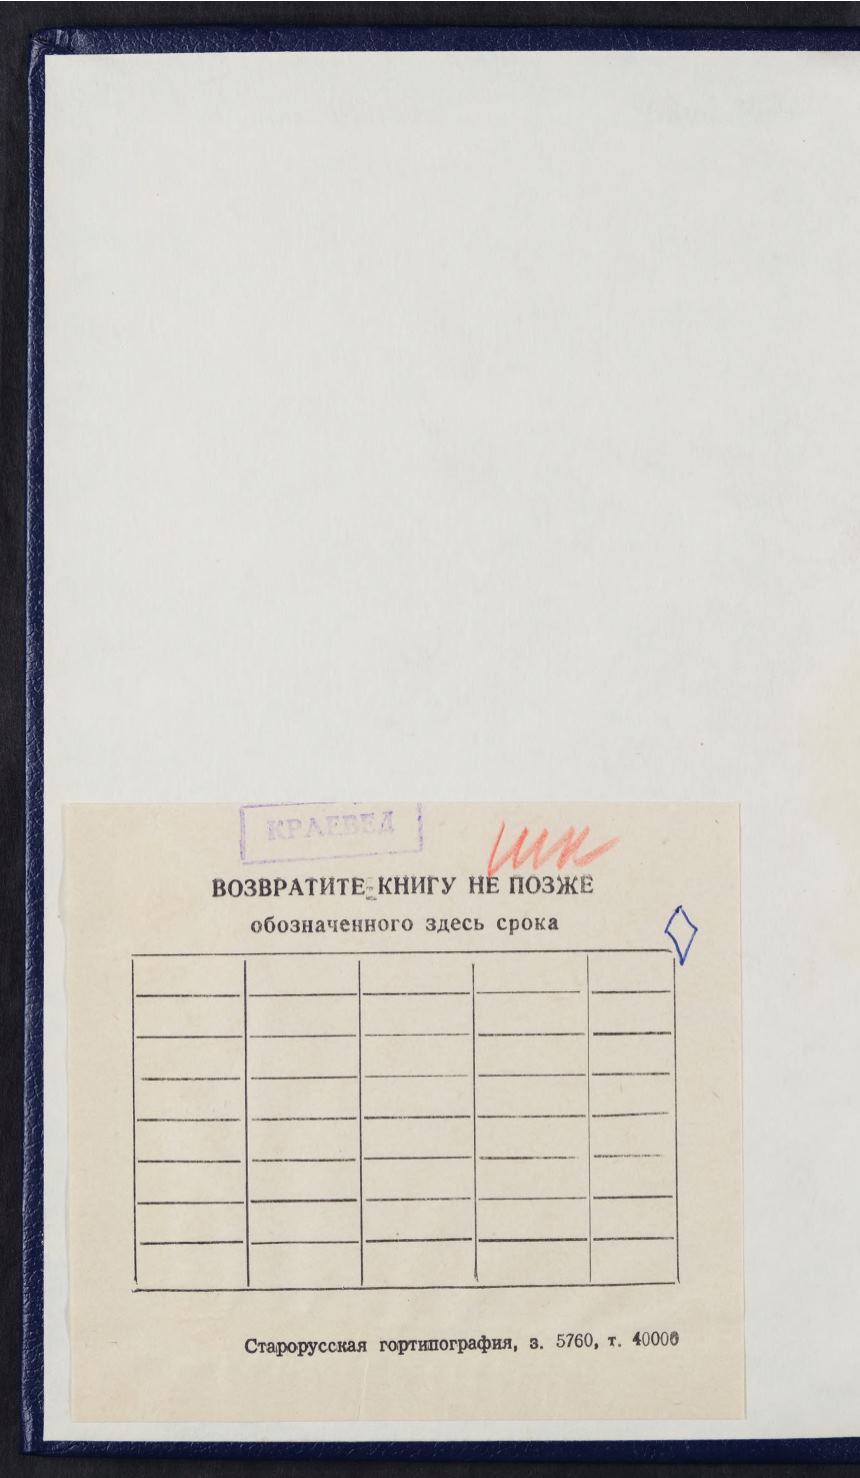 КРАЕВЕД
ВОЗВРАТИТЕ КНИГУ НЕ ПОЗЖЕ
обозначенного здесь срока
Старорусская гортипография, з. 5760, т. 40000